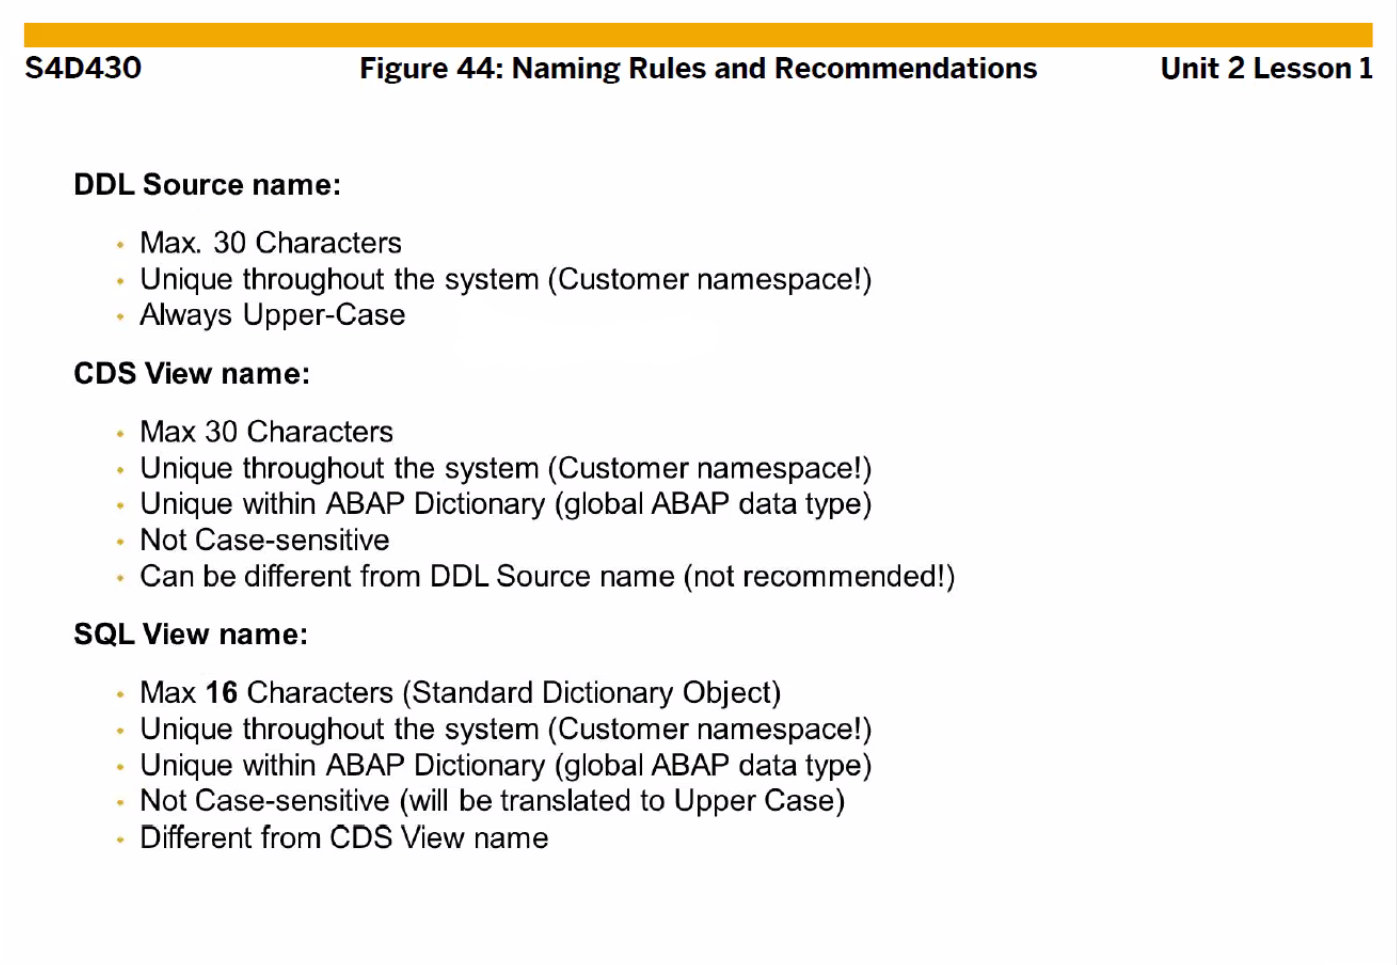 S4D430 Figure 44: Naming Rules and Recommendations Unit 2 Lesson 1
DDL Source name:
• Max. 30 Characters
• Unique throughout the system (Customer namespace!)
• Always Upper-Case
CDS View name:
• Max 30 Characters
• Unique throughout the system (Customer namespace!)
• Unique within ABAP Dictionary (global ABAP data type)
• Not Case-sensitive
• Can be different from DDL Source name (not recommended!)
SQL View name:
• Max 16 Characters (Standard Dictionary Object)
• Unique throughout the system (Customer namespace!)
• Unique within ABAP Dictionary (global ABAP data type)
• Not Case-sensitive (will be translated to Upper Case)
• Different from CDS View name